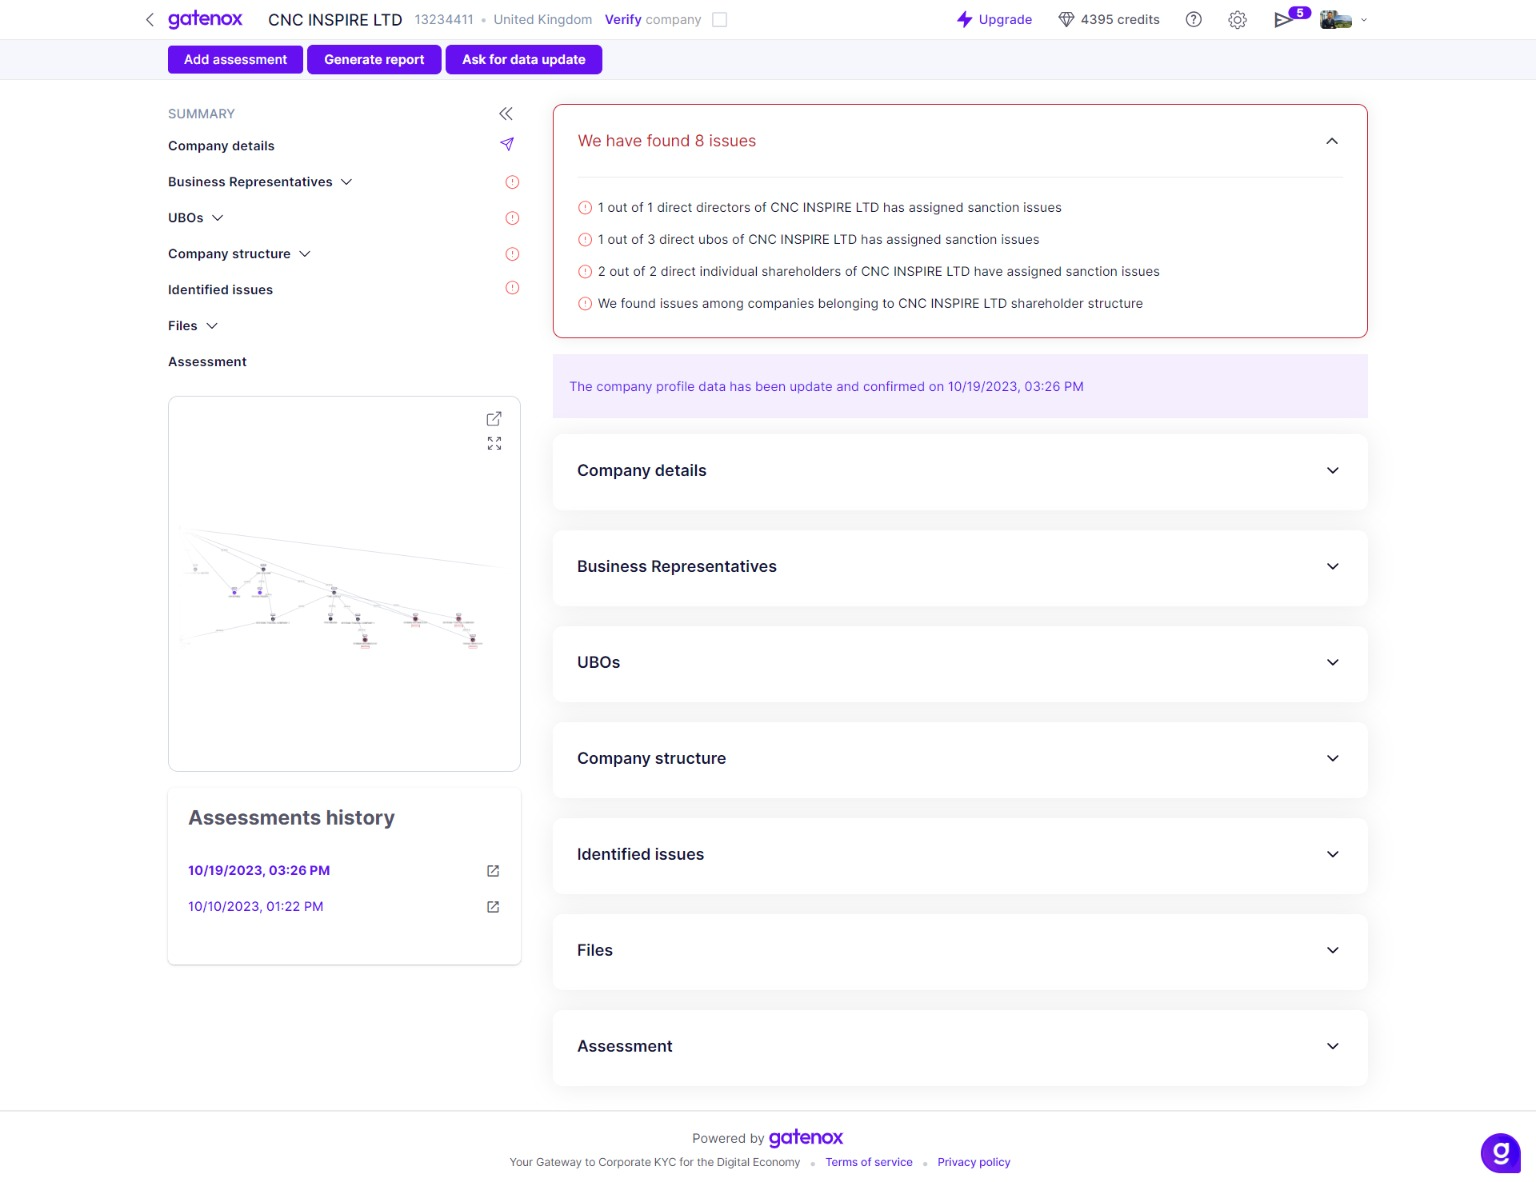 gatenox CNC INSPIRE LTD 13234411 • United Kingdom Verify company Upgrade 4395 credits 5
Add assessment Generate report Ask for data update
SUMMARY
Company details
Business Representatives
UBOs
Company structure
Identified issues
Files
Assessment
Assessments history
10/19/2023, 03:26 PM
10/10/2023, 01:22 PM
We have found 8 issues
1 out of 1 direct directors of CNC INSPIRE LTD has assigned sanction issues
1 out of 3 direct ubos of CNC INSPIRE LTD has assigned sanction issues
2 out of 2 direct individual shareholders of CNC INSPIRE LTD have assigned sanction issues
We found issues among companies belonging to CNC INSPIRE LTD shareholder structure
The company profile data has been update and confirmed on 10/19/2023, 03:26 PM
Company details
Business Representatives
UBOs
Company structure
Identified issues
Files
Assessment
Powered by gatenox
Your Gateway to Corporate KYC for the Digital Economy • Terms of service • Privacy policy
g